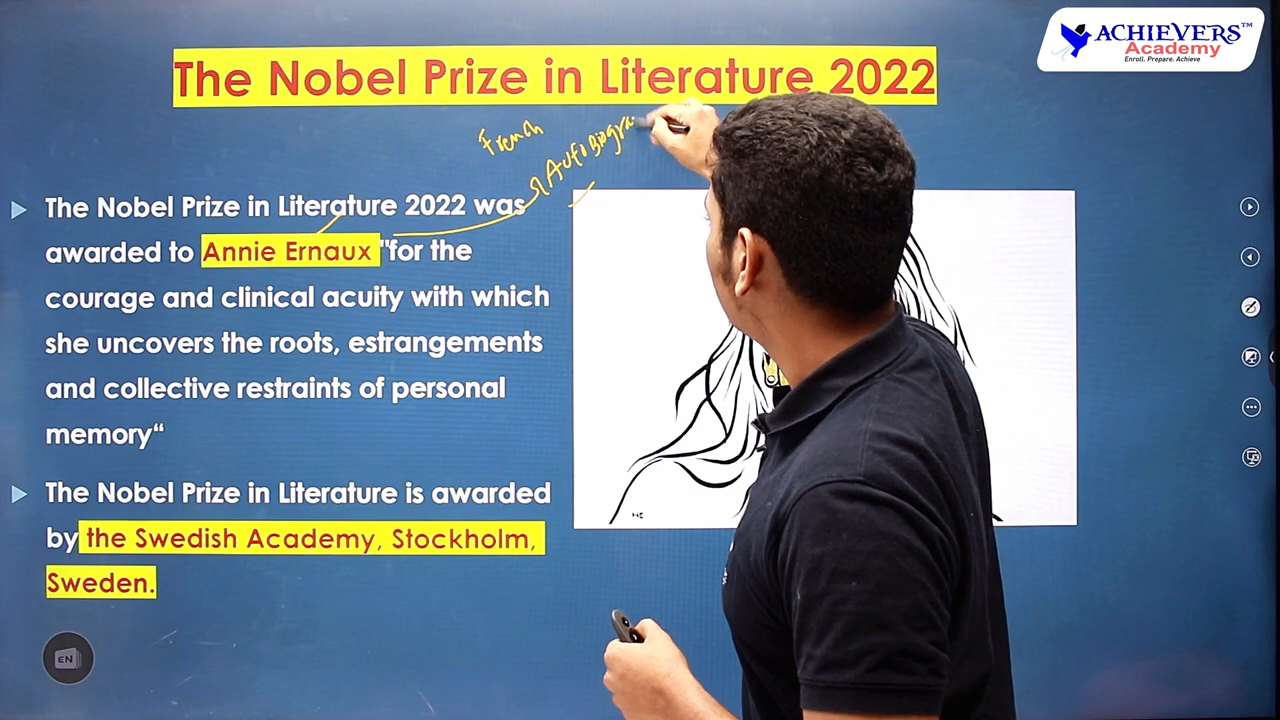 ACHIEVERS™
Academy
Enroll. Prepare. Achieve
The Nobel Prize in Literature 2022
French
AutoBiogra
The Nobel Prize in Literature 2022 was
awarded to Annie Ernaux "for the
courage and clinical acuity with which
she uncovers the roots, estrangements
and collective restraints of personal
memory“
The Nobel Prize in Literature is awarded
by the Swedish Academy, Stockholm,
Sweden.
EN